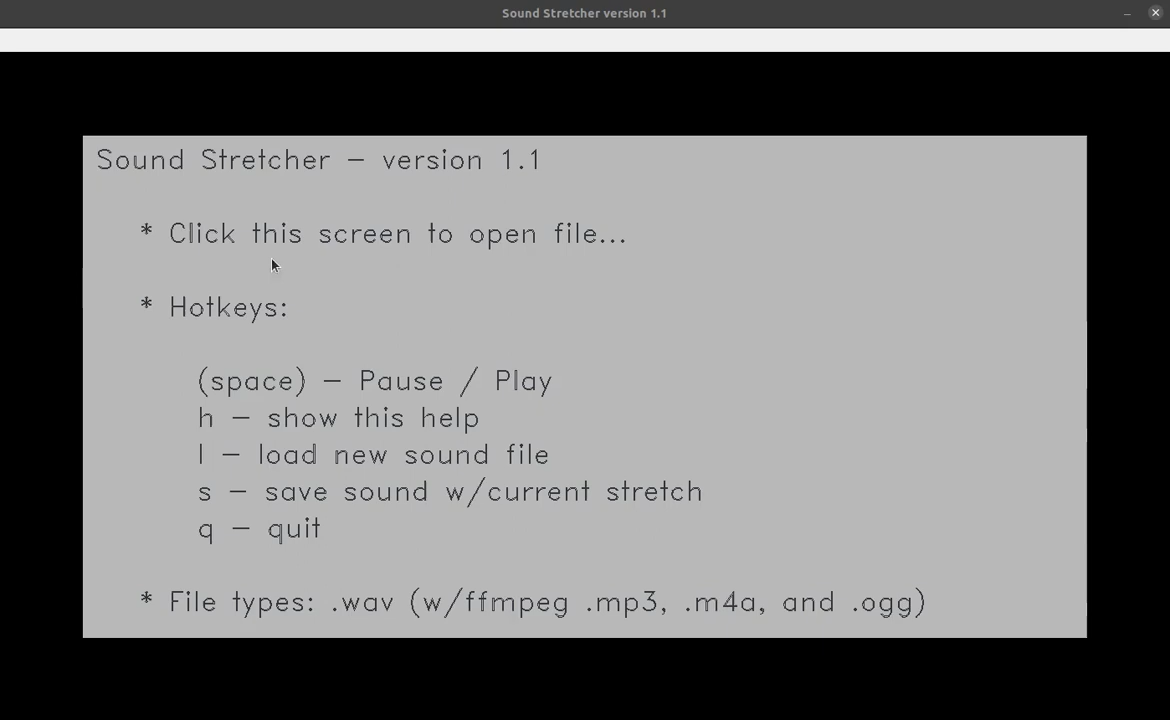 Sound Stretcher version 1.1
Sound Stretcher – version 1.1
* Click this screen to open file...
* Hotkeys:
(space) – Pause / Play
h – show this help
l – load new sound file
s – save sound w/current stretch
q – quit
* File types: .wav (w/ffmpeg .mp3, .m4a, and .ogg)